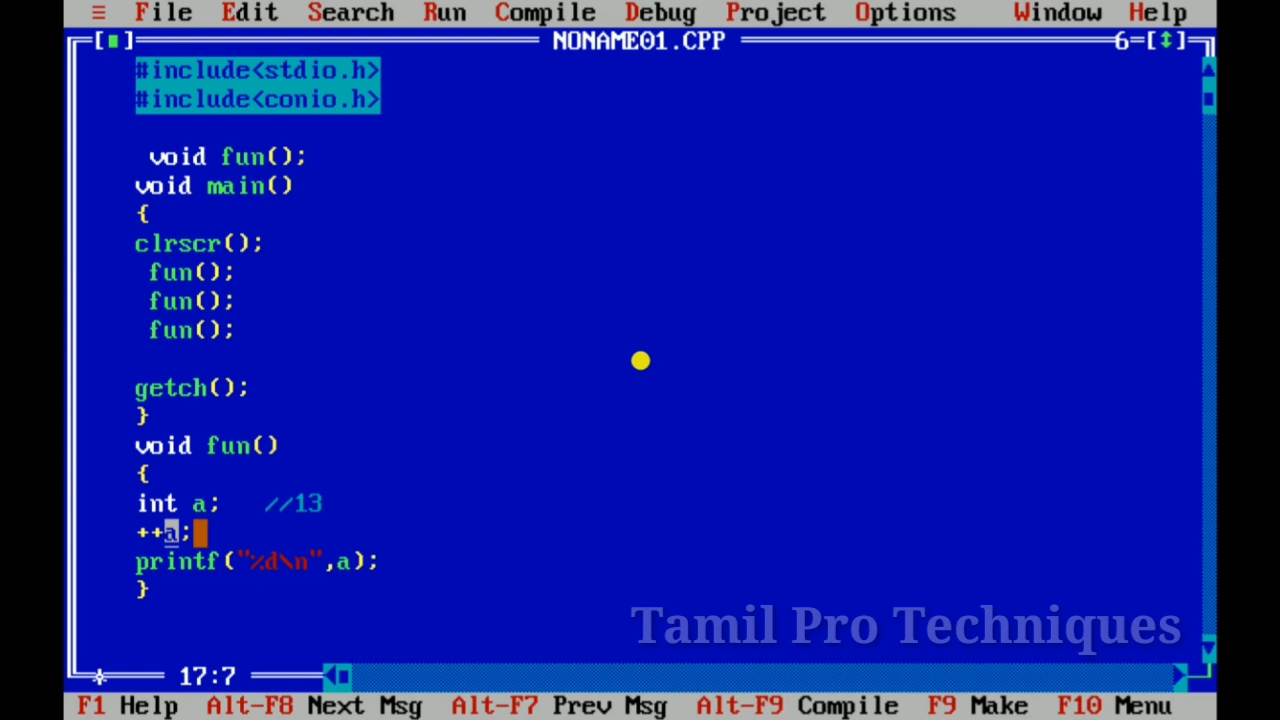 ≡ File Edit Search Run Compile Debug Project Options Window Help
[■] NONAME01.CPP 6=[↕]
#include<stdio.h>
#include<conio.h>
void fun();
void main()
{
clrscr();
fun();
fun();
fun();
getch();
}
void fun()
{
int a; //13
++a;
printf("%d\n",a);
}
Tamil Pro Techniques
17:7
F1 Help Alt-F8 Next Msg Alt-F7 Prev Msg Alt-F9 Compile F9 Make F10 Menu